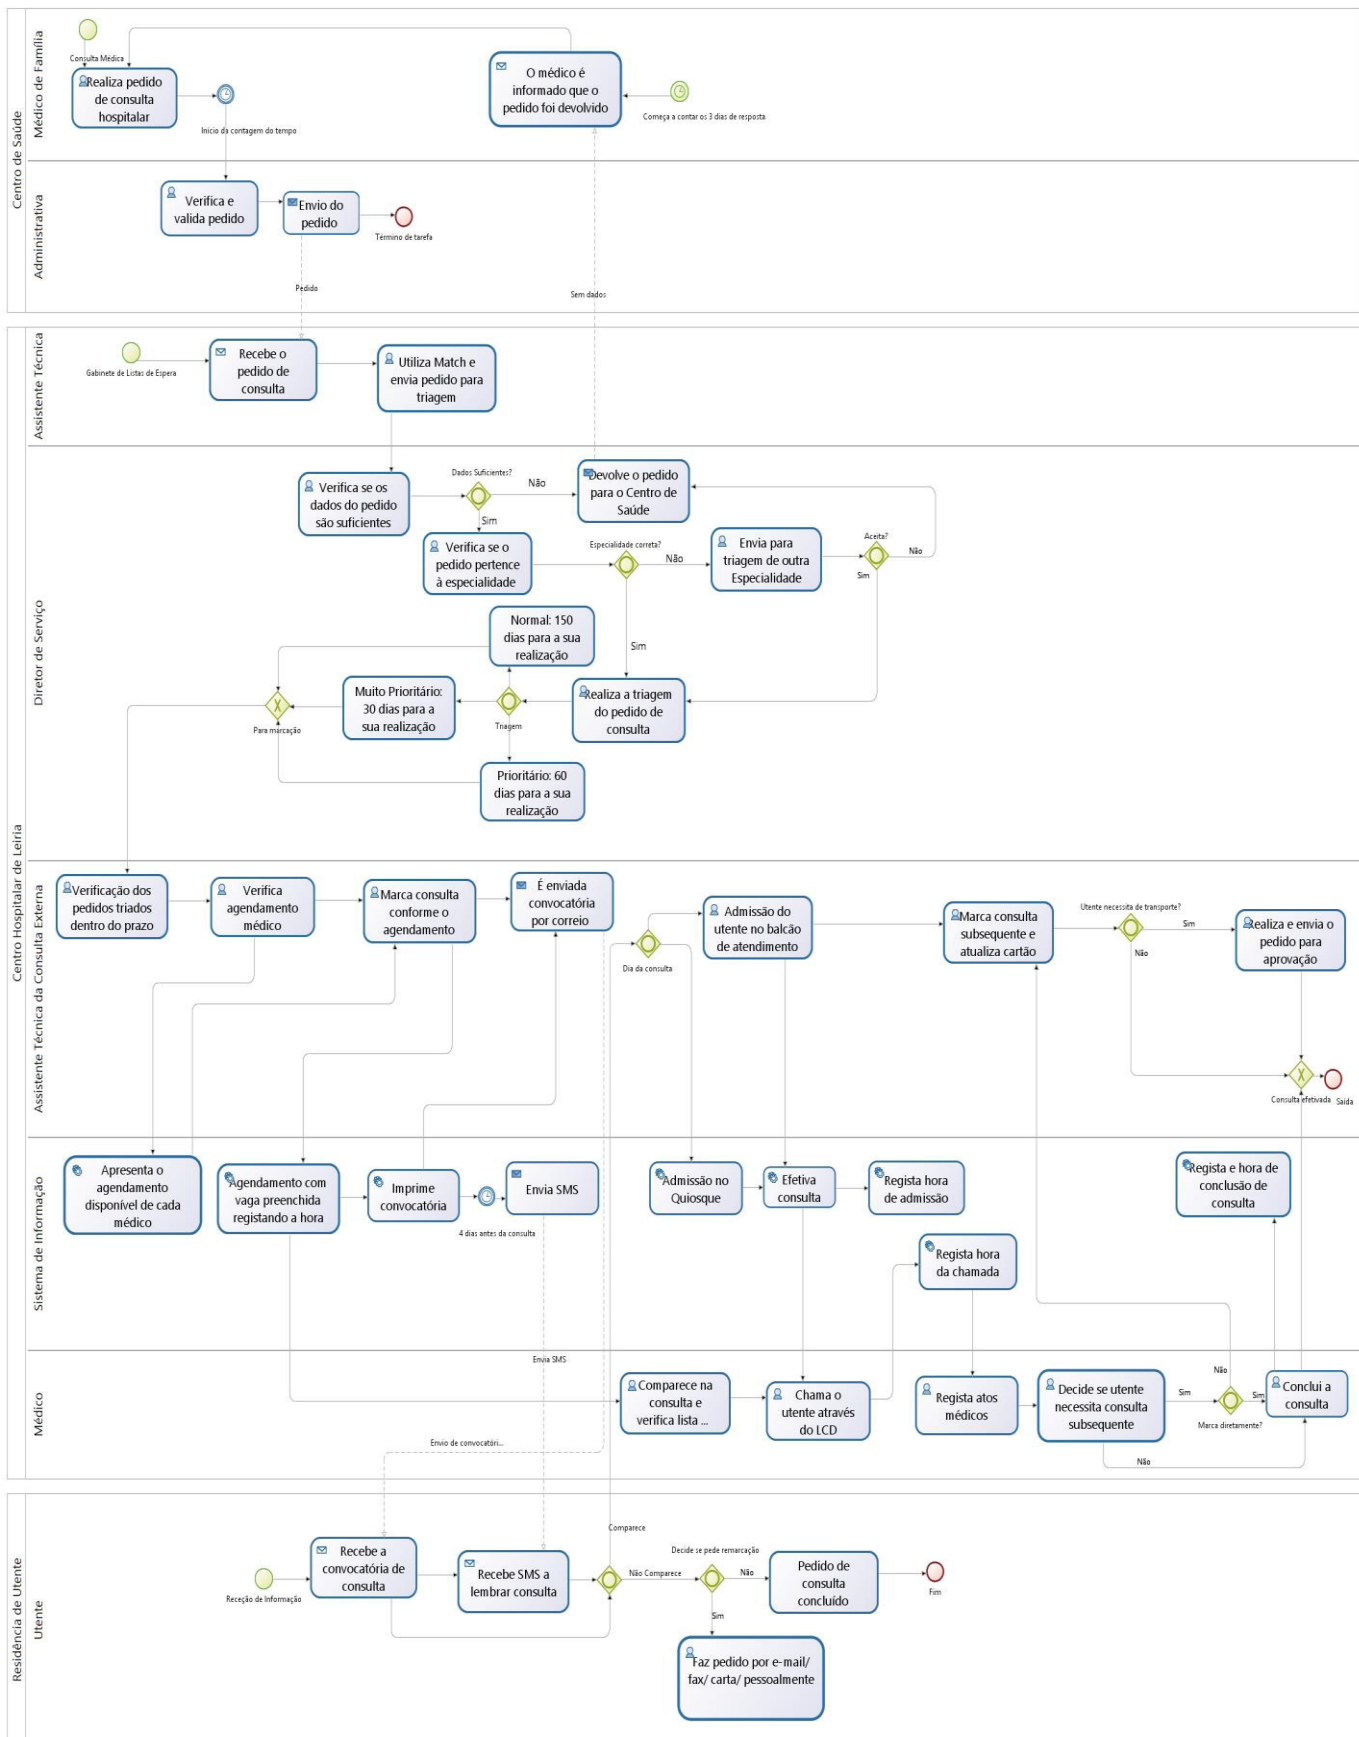 Centro de Saúde
Médico de Família
Consulta Médica
Realiza pedido
de consulta
hospitalar
Inicio da contagem do tempo
O médico é
informado que o
pedido foi devolvido
Começa a contar os 3 dias de resposta
Administrativa
Verifica e
valida pedido
Envio do
pedido
Término de tarefa
Pedido
Sem dados
Centro Hospitalar de Leiria
Assistente Técnica
Gabinete de Listas de Espera
Recebe o
pedido de
consulta
Utiliza Match e
envia pedido para
triagem
Diretor de Serviço
Verifica se os
dados do pedido
são suficientes
Dados Suficientes?
Não
Sim
Devolve o pedido
para o Centro de
Saúde
Verifica se o
pedido pertence
à especialidade
Especialidade correta?
Não
Sim
Envia para
triagem de outra
Especialidade
Aceita?
Não
Sim
Normal: 150
dias para a sua
realização
Muito Prioritário:
30 dias para a
sua realização
Triagem
Realiza a triagem
do pedido de
consulta
Para marcação
Prioritário: 60
dias para a sua
realização
Assistente Técnica da Consulta Externa
Verificação dos
pedidos triados
dentro do prazo
Verifica
agendamento
médico
Marca consulta
conforme o
agendamento
É enviada
convocatória
por correio
Dia da consulta
Admissão do
utente no balcão
de atendimento
Marca consulta
subsequente e
atualiza cartão
Utente necessita de transporte?
Sim
Não
Realiza e envia o
pedido para
aprovação
Consulta efetivada
Saída
Sistema de Informação
Apresenta o
agendamento
disponível de cada
médico
Agendamento com
vaga preenchida
registando a hora
Imprime
convocatória
4 dias antes da consulta
Envia SMS
Admissão no
Quiosque
Efetiva
consulta
Regista hora
de admissão
Regista hora
da chamada
Regista e hora de
conclusão de
consulta
Médico
Envia SMS
Comparece na
consulta e
verifica lista ...
Chama o
utente através
do LCD
Regista atos
médicos
Decide se utente
necessita consulta
subsequente
Sim
Não
Não
Sim
Marca diretamente?
Conclui a
consulta
Envio de convocatóri...
Residência de Utente
Utente
Receção de Informação
Recebe a
convocatória de
consulta
Recebe SMS a
lembrar consulta
Comparece
Não Comparece
Decide se pede remarcação
Não
Sim
Pedido de
consulta
concluído
Fim
Faz pedido por e-mail/
fax/ carta/ pessoalmente